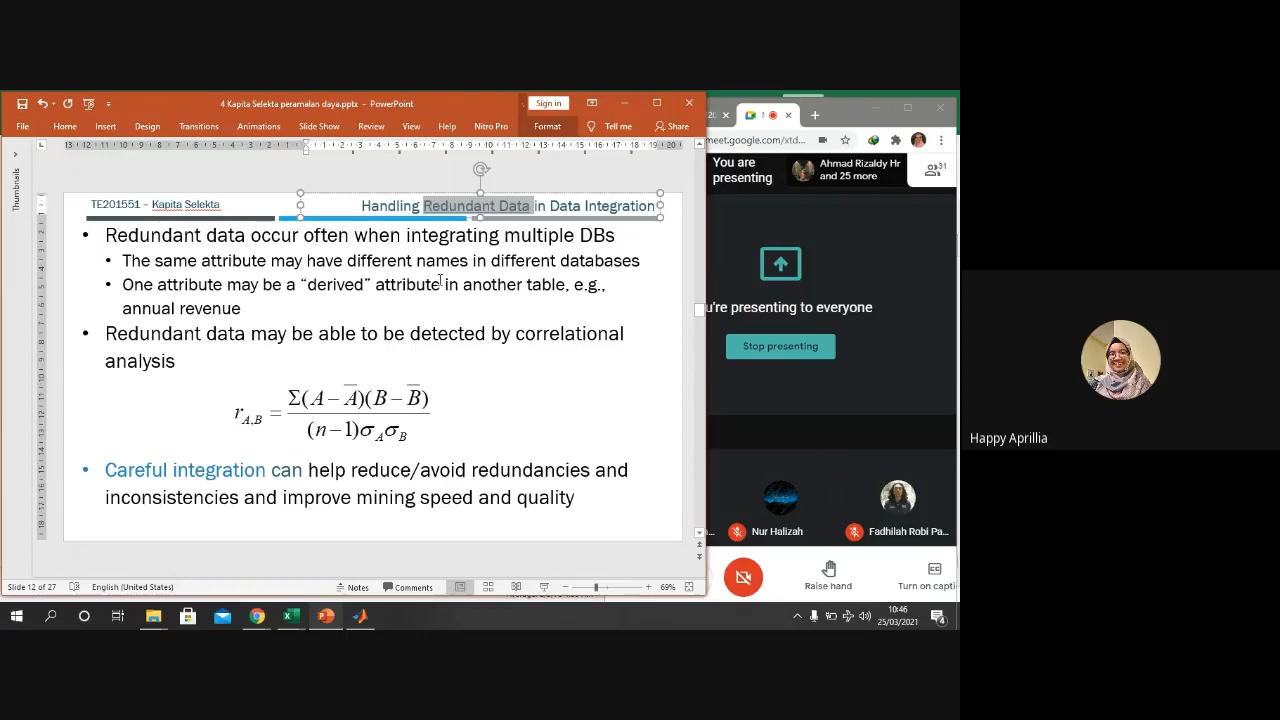 4 Kapita Selekta peramalan daya.pptx - PowerPoint
Sign in
File Home Insert Design Transitions Animations Slide Show Review View Help Nitro Pro Format Tell me Share
Thumbnails
TE201551 – Kapita Selekta
Handling Redundant Data in Data Integration
• Redundant data occur often when integrating multiple DBs
• The same attribute may have different names in different databases
• One attribute may be a “derived” attribute in another table, e.g.,
annual revenue
• Redundant data may be able to be detected by correlational
analysis
r_{A,B} = Σ(A − A̅)(B − B̅) / (n − 1)σ_Aσ_B
• Careful integration can help reduce/avoid redundancies and
inconsistencies and improve mining speed and quality
Slide 12 of 27
English (United States)
Notes
Comments
69%
meet.google.com/xtd...
You are
presenting
Ahmad Rizaldy Hr
and 25 more
31
're presenting to everyone
Stop presenting
Nur Halizah
Fadhilah Robi Pa...
Raise hand
Turn on capti
10:46
25/03/2021
4
Happy Aprillia